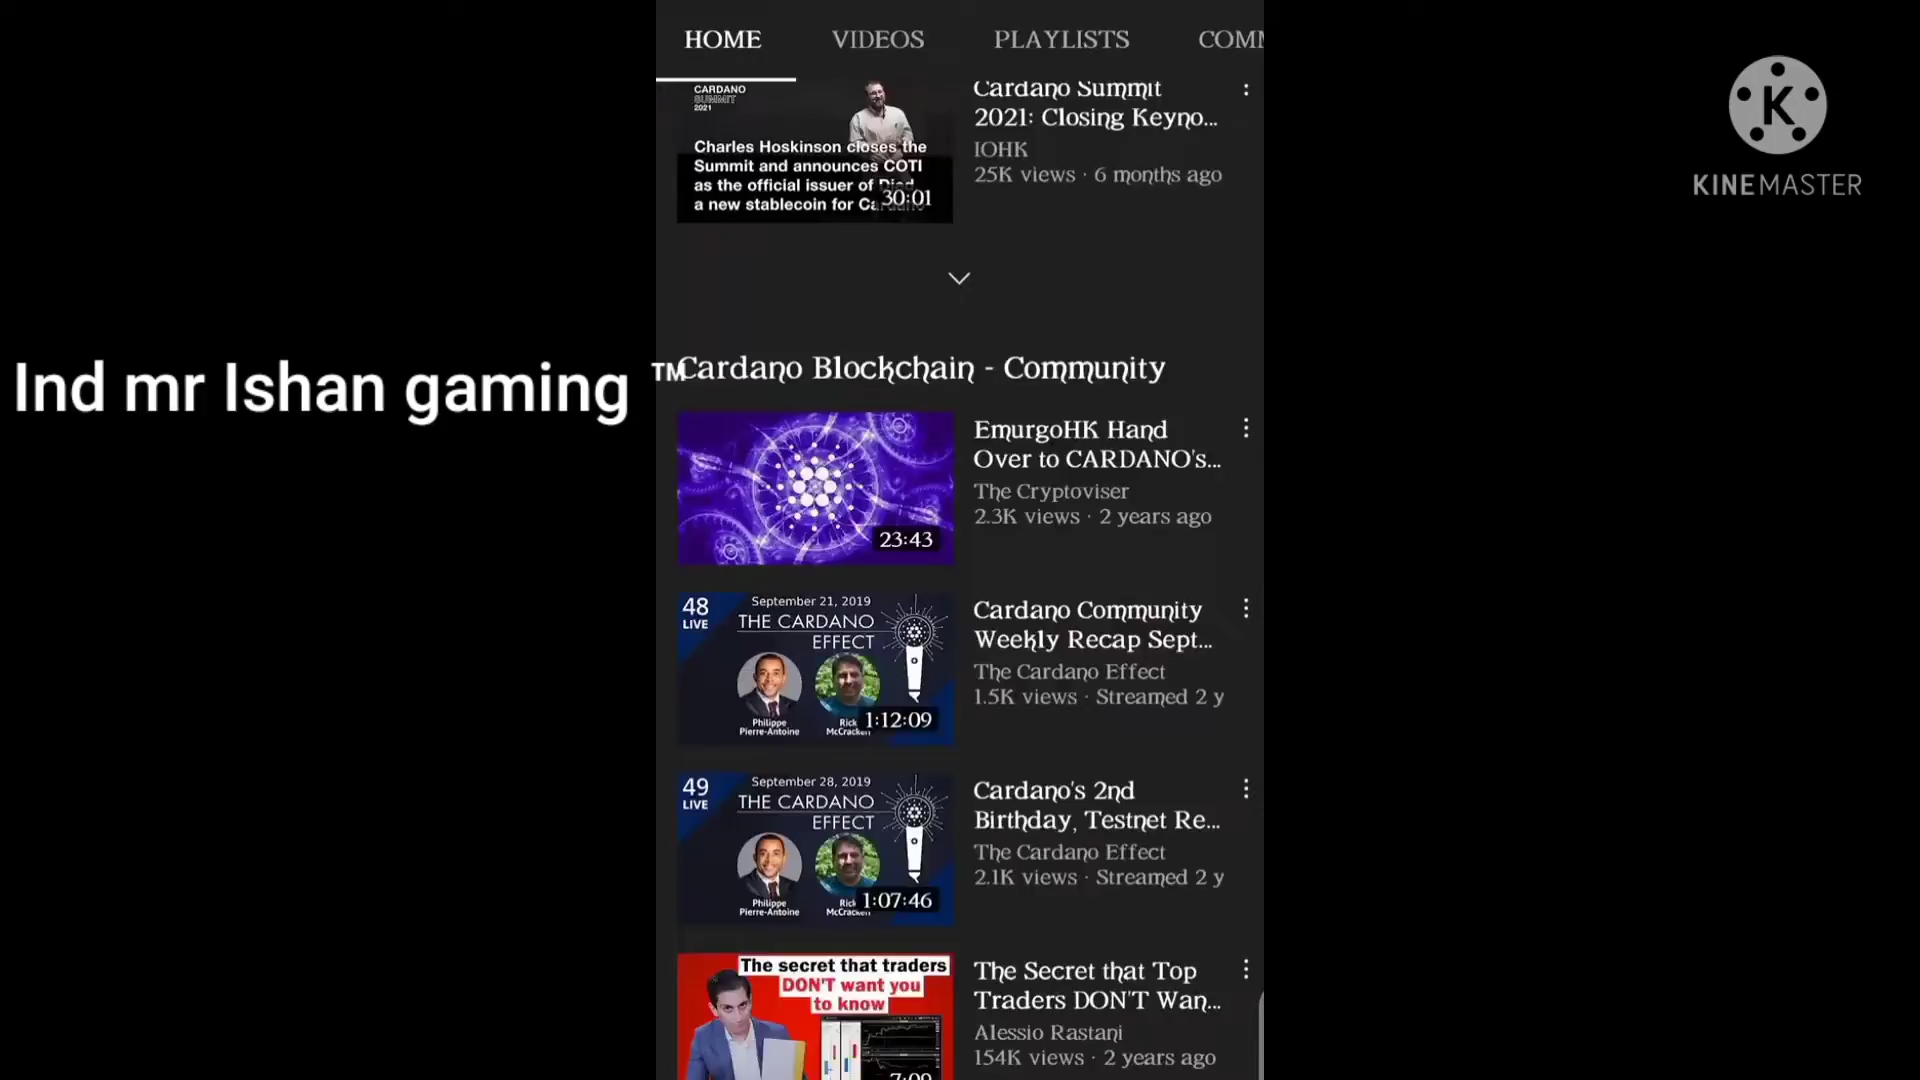 HOME VIDEOS PLAYLISTS COMM
CARDANO
SUMMIT
2021
Charles Hoskinson closes the
Summit and announces COTI
as the official issuer of Djed
a new stablecoin for
30:01
Cardano Summit
2021: Closing Keyno...
IOHK
25K views · 6 months ago
K
KINEMASTER
Ind mr Ishan gaming ™
Cardano Blockchain - Community
23:43
EmurgoHK Hand
Over to CARDANO's...
The Cryptoviser
2.3K views · 2 years ago
48
LIVE
September 21, 2019
THE CARDANO
EFFECT
Philippe
Pierre-Antoine
Rick
McCracken
1:12:09
Cardano Community
Weekly Recap Sept...
The Cardano Effect
1.5K views · Streamed 2 y
49
LIVE
September 28, 2019
THE CARDANO
EFFECT
Philippe
Pierre-Antoine
Rick
McCracken
1:07:46
Cardano's 2nd
Birthday, Testnet Re...
The Cardano Effect
2.1K views · Streamed 2 y
The secret that traders
DON'T want you
to know
7:09
The Secret that Top
Traders DON'T Wan...
Alessio Rastani
154K views · 2 years ago